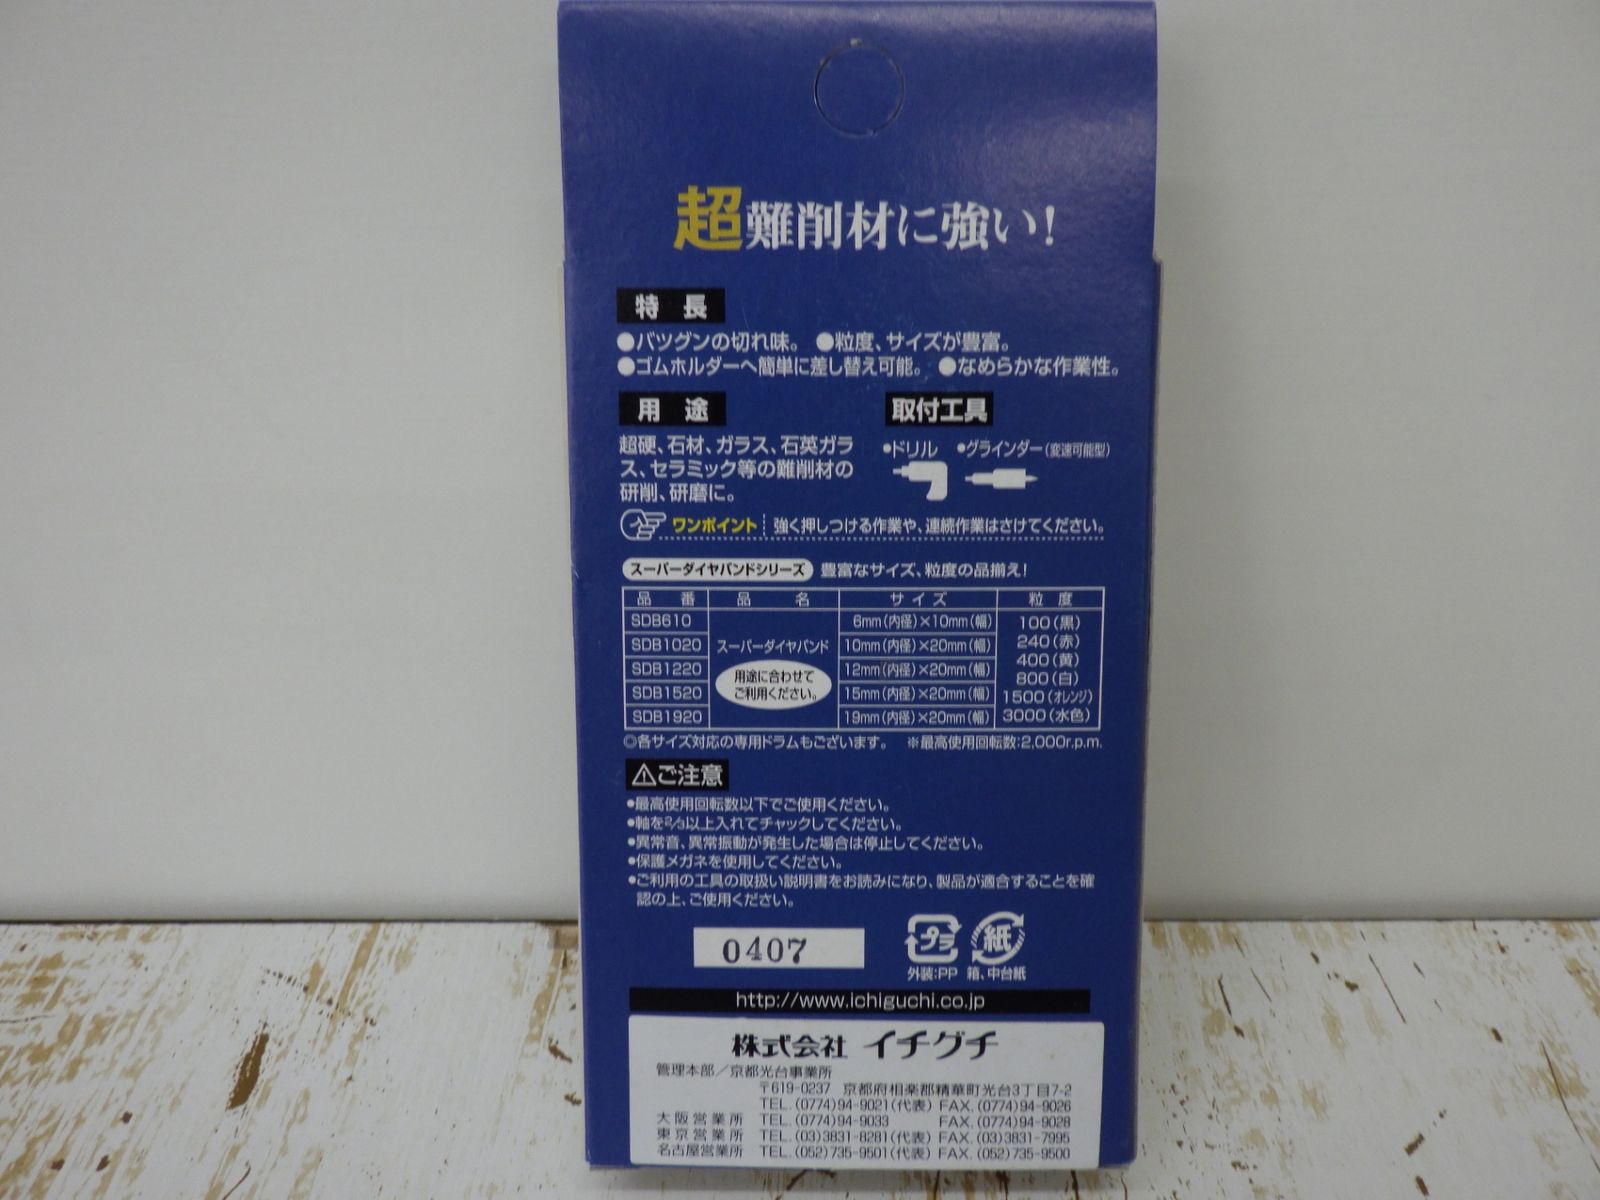 超難削材に強い!
特 長
●バツグンの切れ味。 ●粒度、サイズが豊富。
●ゴムホルダーへ簡単に差し替え可能。 ●なめらかな作業性。
用 途
超硬、石材、ガラス、石英ガラ
ス、セラミック等の難削材の
研削、研磨に。
取付工具
•ドリル •グラインダー(変速可能型)
ワンポイント 強く押しつける作業や、連続作業はさけてください。
スーパーダイヤバンドシリーズ 豊富なサイズ、粒度の品揃え!
品 番 品 名 サ イ ズ 粒 度
SDB610 6mm(内径)×10mm(幅) 100(黒)
SDB1020 スーパーダイヤバンド 10mm(内径)×20mm(幅) 240(赤)
SDB1220 用途に合わせて 12mm(内径)×20mm(幅) 400(黄)
800(白)
SDB1520 ご利用ください。 15mm(内径)×20mm(幅) 1500(オレンジ)
SDB1920 19mm(内径)×20mm(幅) 3000(水色)
◎各サイズ対応の専用ドラムもございます。 ※最高使用回転数:2,000r.p.m.
⚠ご注意
•最高使用回転数以下でご使用ください。
•軸を2/3以上入れてチャックしてください。
•異常音、異常振動が発生した場合は停止してください。
•保護メガネを使用してください。
•ご利用の工具の取扱い説明書をお読みになり、製品が適合することを確
認の上、ご使用ください。
0407
プラ 紙
外装:PP 箱、中台紙
http://www.ichiguchi.co.jp
株式会社 イチグチ
管理本部/京都光台事業所
〒619-0237 京都府相楽郡精華町光台3丁目7-2
TEL.(0774)94-9021(代表) FAX.(0774)94-9026
大阪営業所 TEL.(0774)94-9033 FAX.(0774)94-9028
東京営業所 TEL.(03)3831-8281(代表) FAX.(03)3831-7995
名古屋営業所 TEL.(052)735-9501(代表) FAX.(052)735-9500